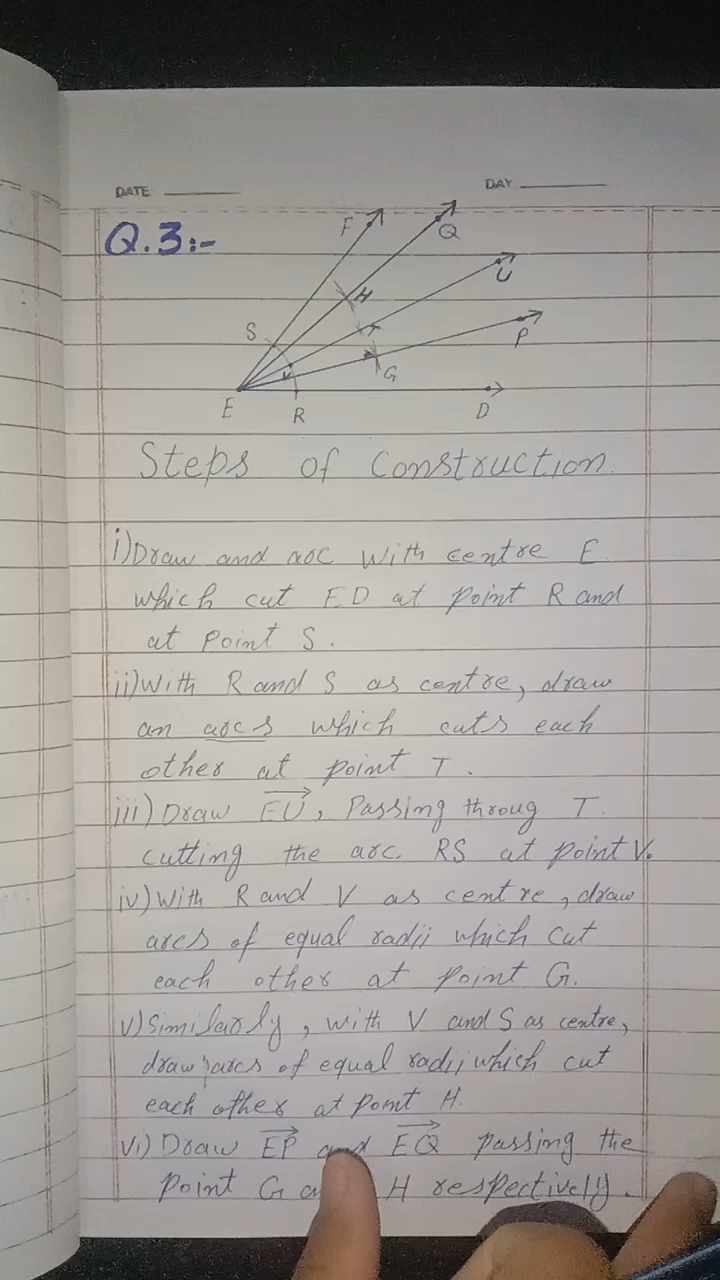 DATE
DAY
Q.3:-
F
Q
U
H
T
S
P
V
G
E
R
D
Steps of Construction.
i) Draw and arc with centre E
which cut ED at point R and
at point S.
ii) With R and S as centre, draw
an arcs which cuts each
other at point T.
iii) Draw EU, Passing throug T.
cutting the arc RS at point V.
iv) With R and V as centre, draw
arcs of equal radii which cut
each other at point G.
v) Similarly, with V and S as centre,
draw arcs of equal radii which cut
each other at point H.
vi) Draw EP and EQ passing the
point G H respectively.